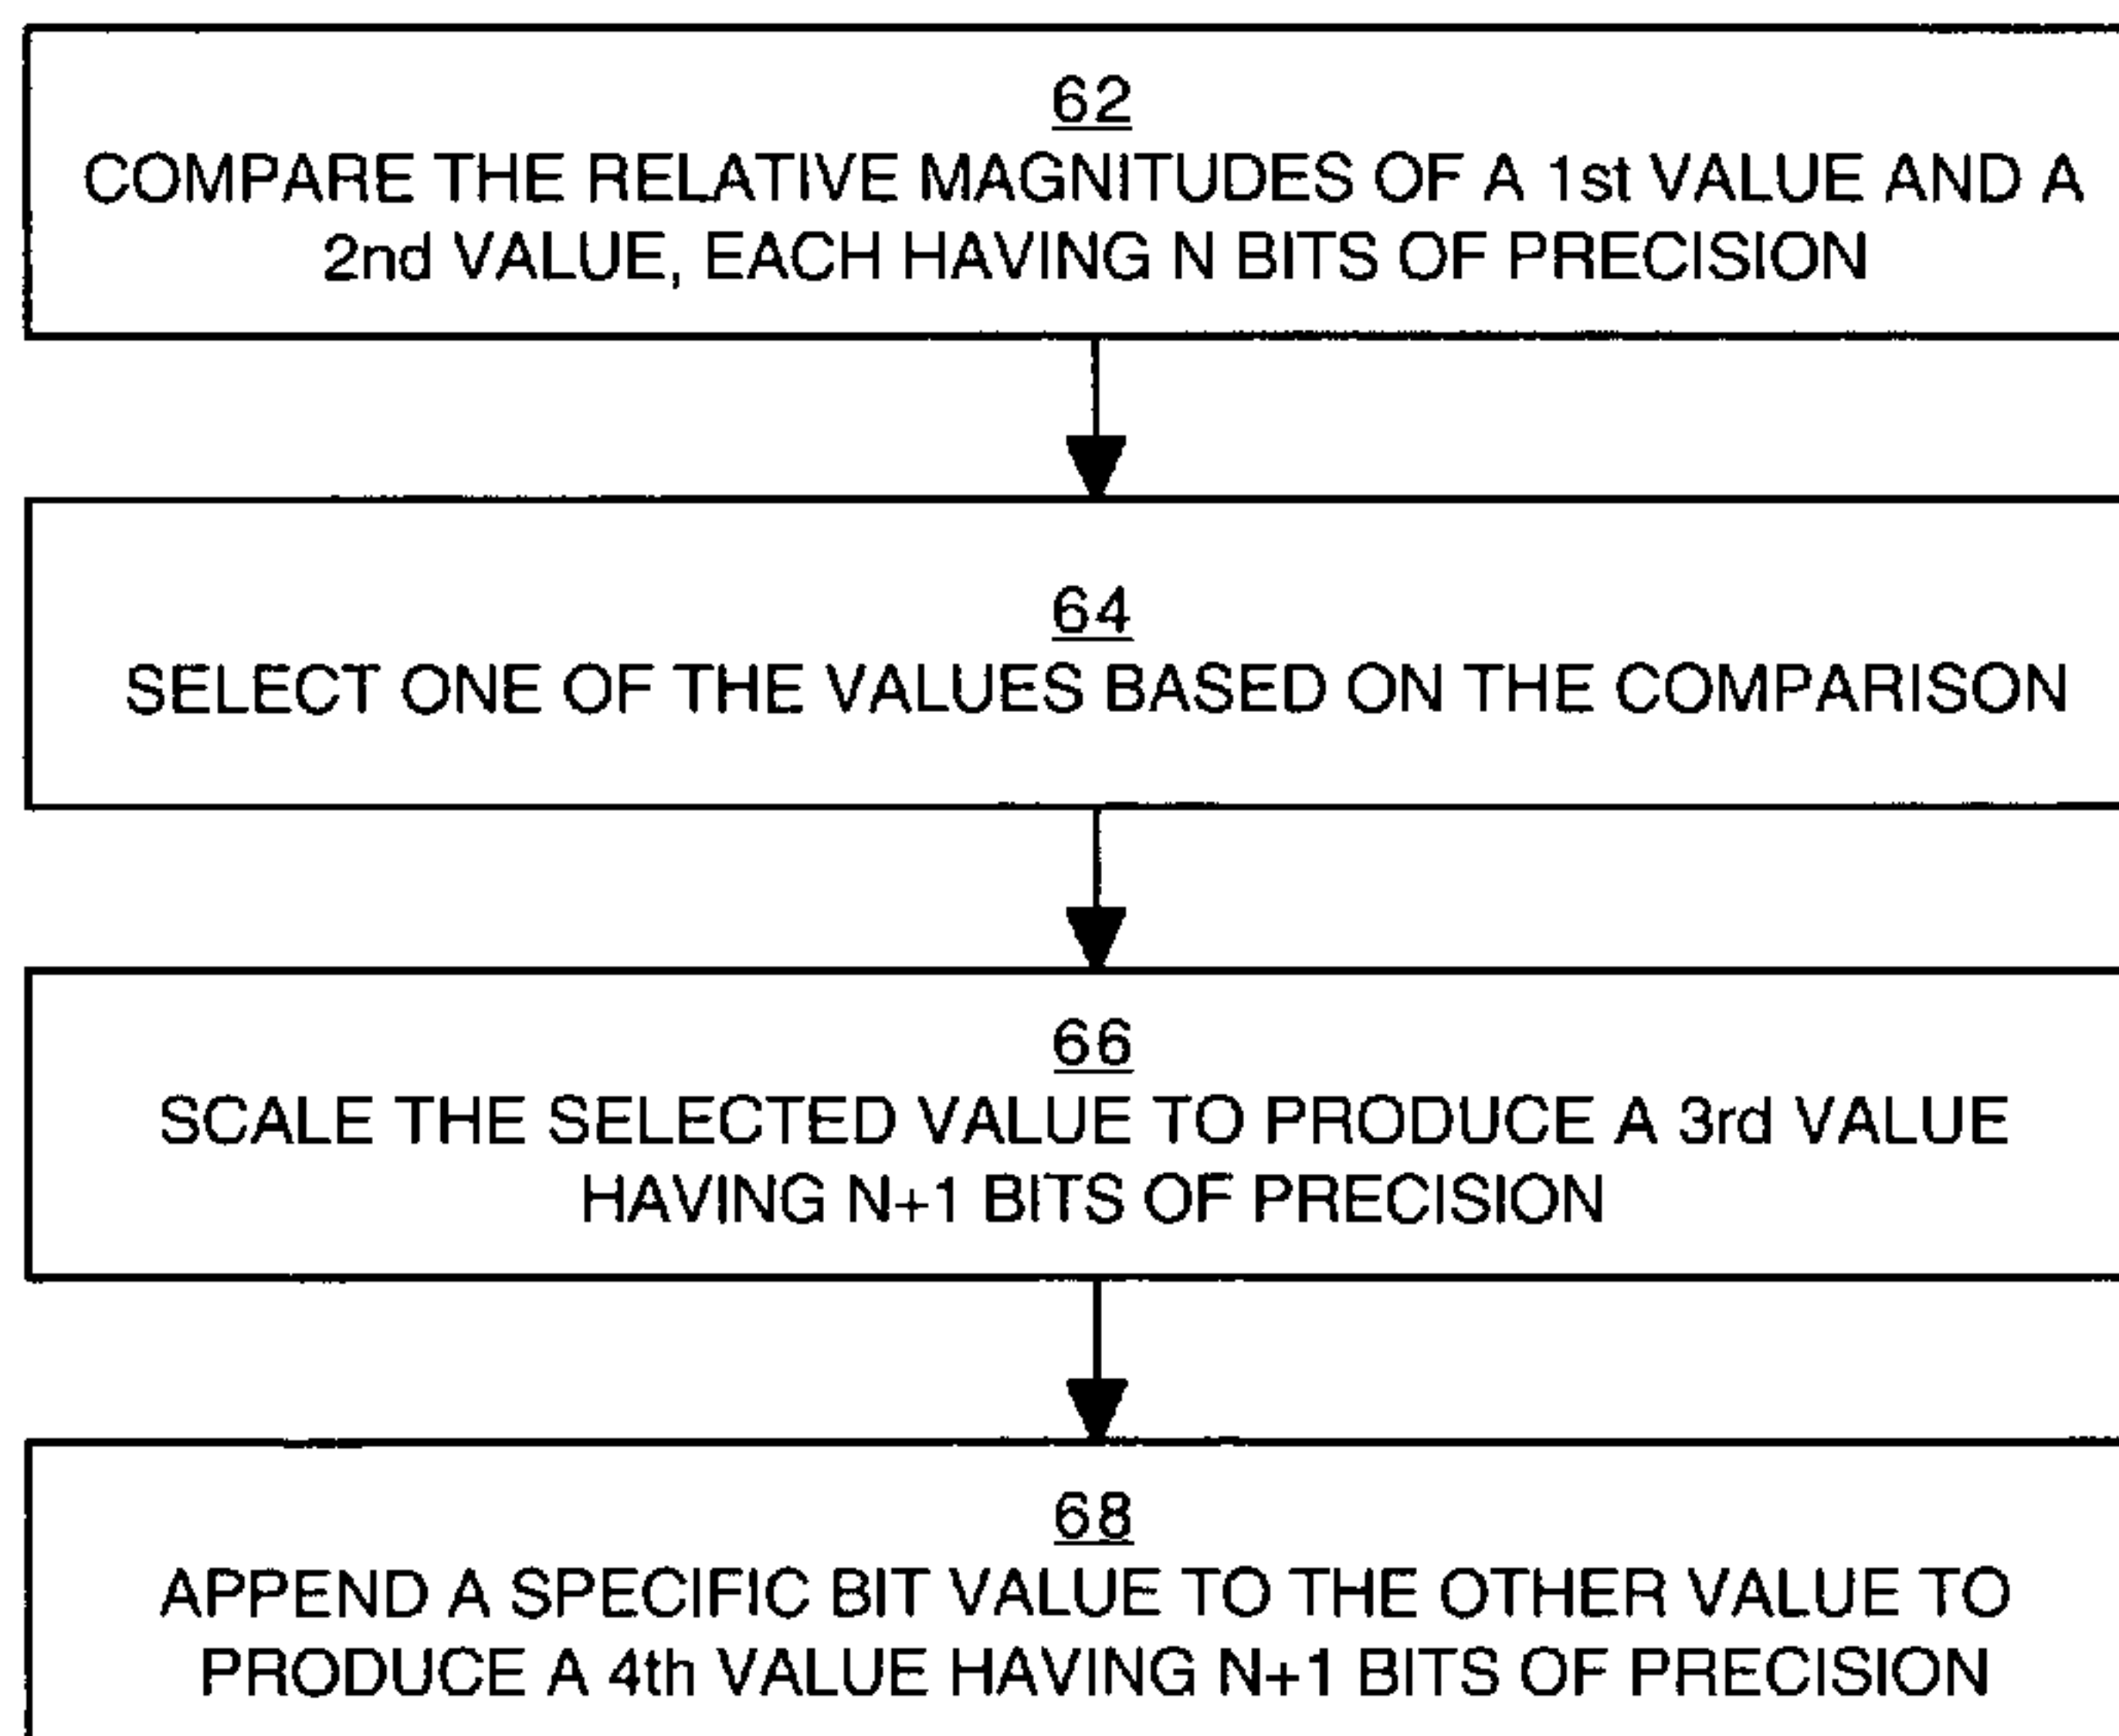 62
COMPARE THE RELATIVE MAGNITUDES OF A 1st VALUE AND A
2nd VALUE, EACH HAVING N BITS OF PRECISION
64
SELECT ONE OF THE VALUES BASED ON THE COMPARISON
66
SCALE THE SELECTED VALUE TO PRODUCE A 3rd VALUE
HAVING N+1 BITS OF PRECISION
68
APPEND A SPECIFIC BIT VALUE TO THE OTHER VALUE TO
PRODUCE A 4th VALUE HAVING N+1 BITS OF PRECISION